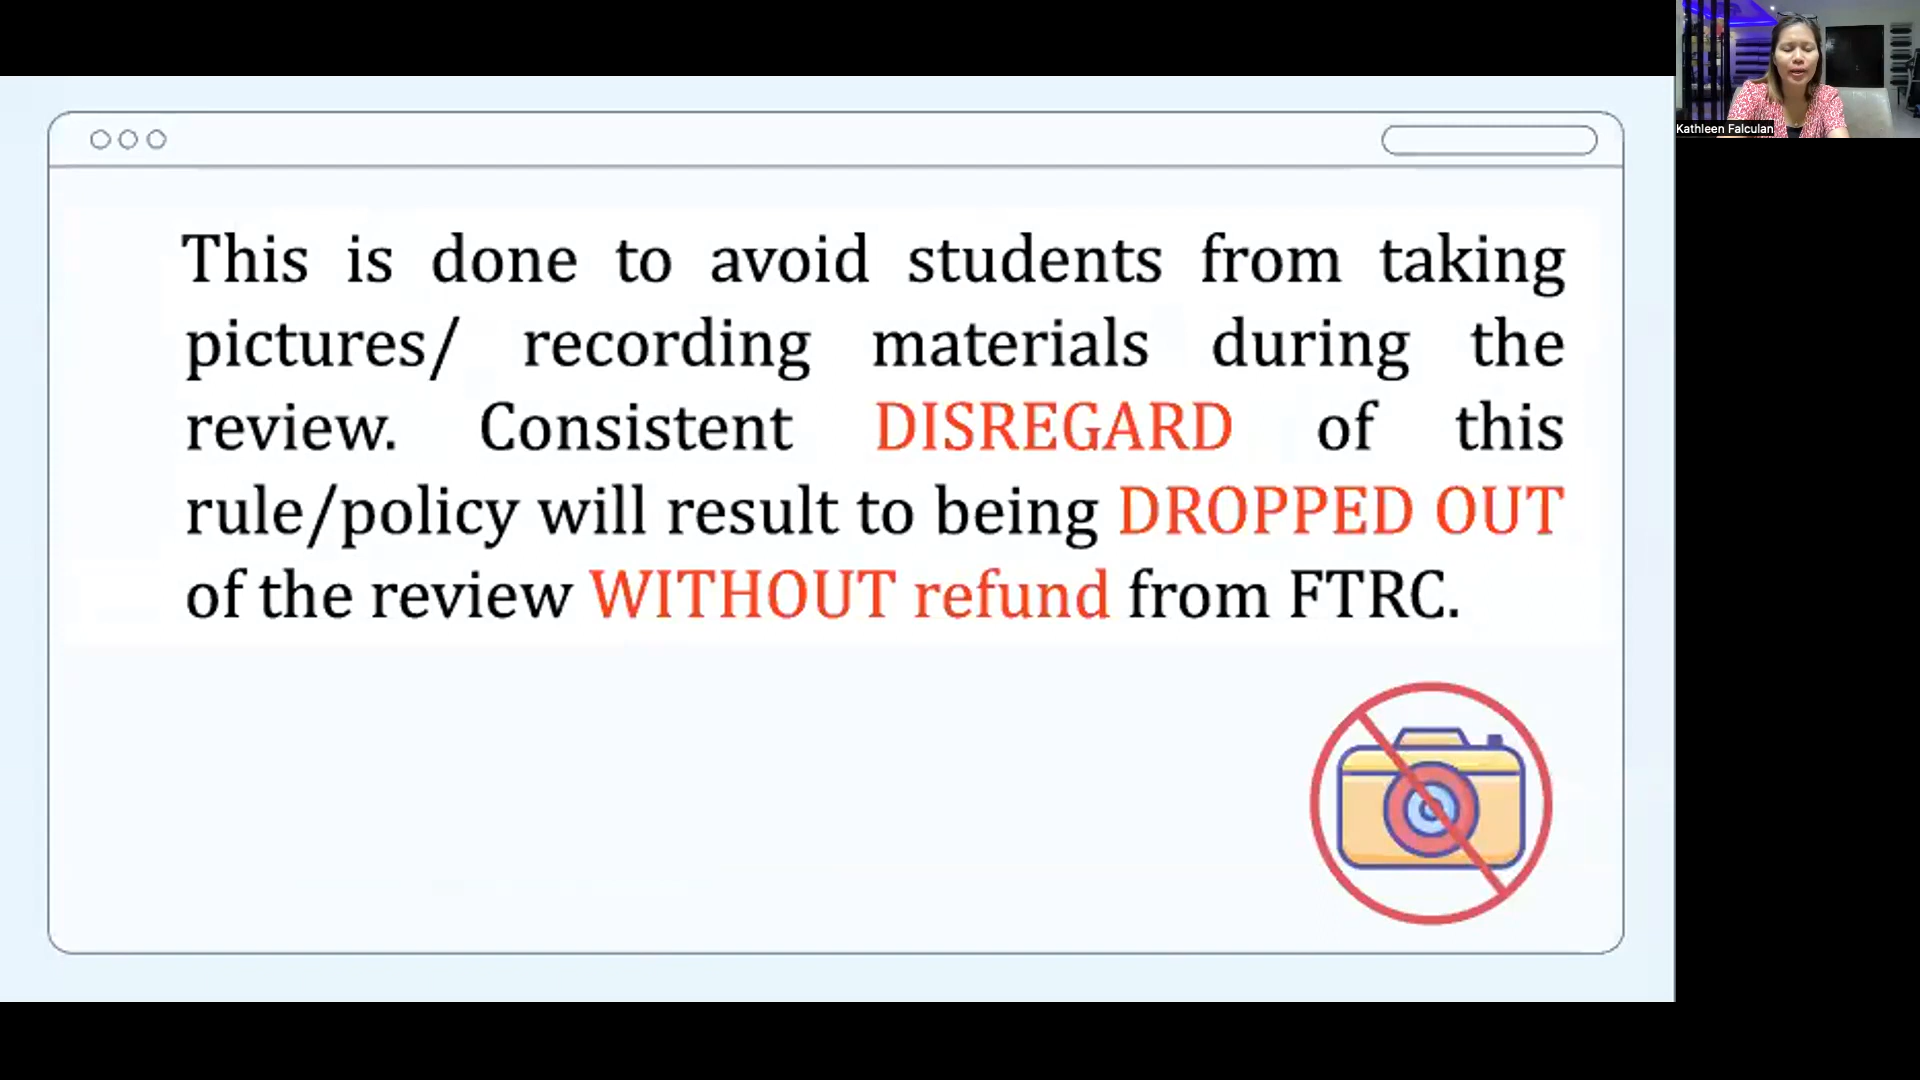 This is done to avoid students from taking
pictures/ recording materials during the
review. Consistent DISREGARD of this
rule/policy will result to being DROPPED OUT
of the review WITHOUT refund from FTRC.
Kathleen Falculan